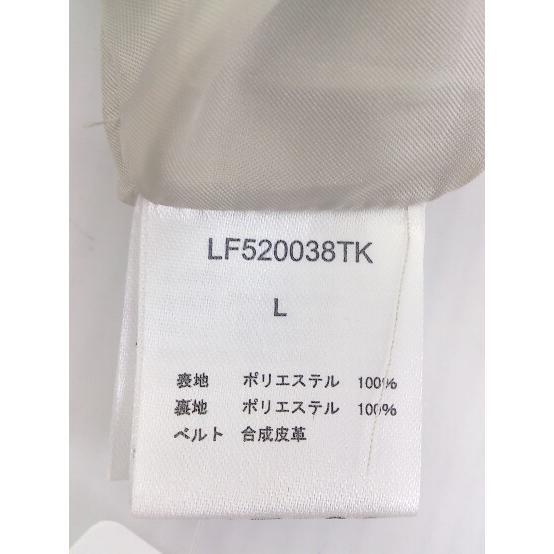 LF520038TK
L
表地 ポリエステル 100%
裏地 ポリエステル 100%
ベルト 合成皮革